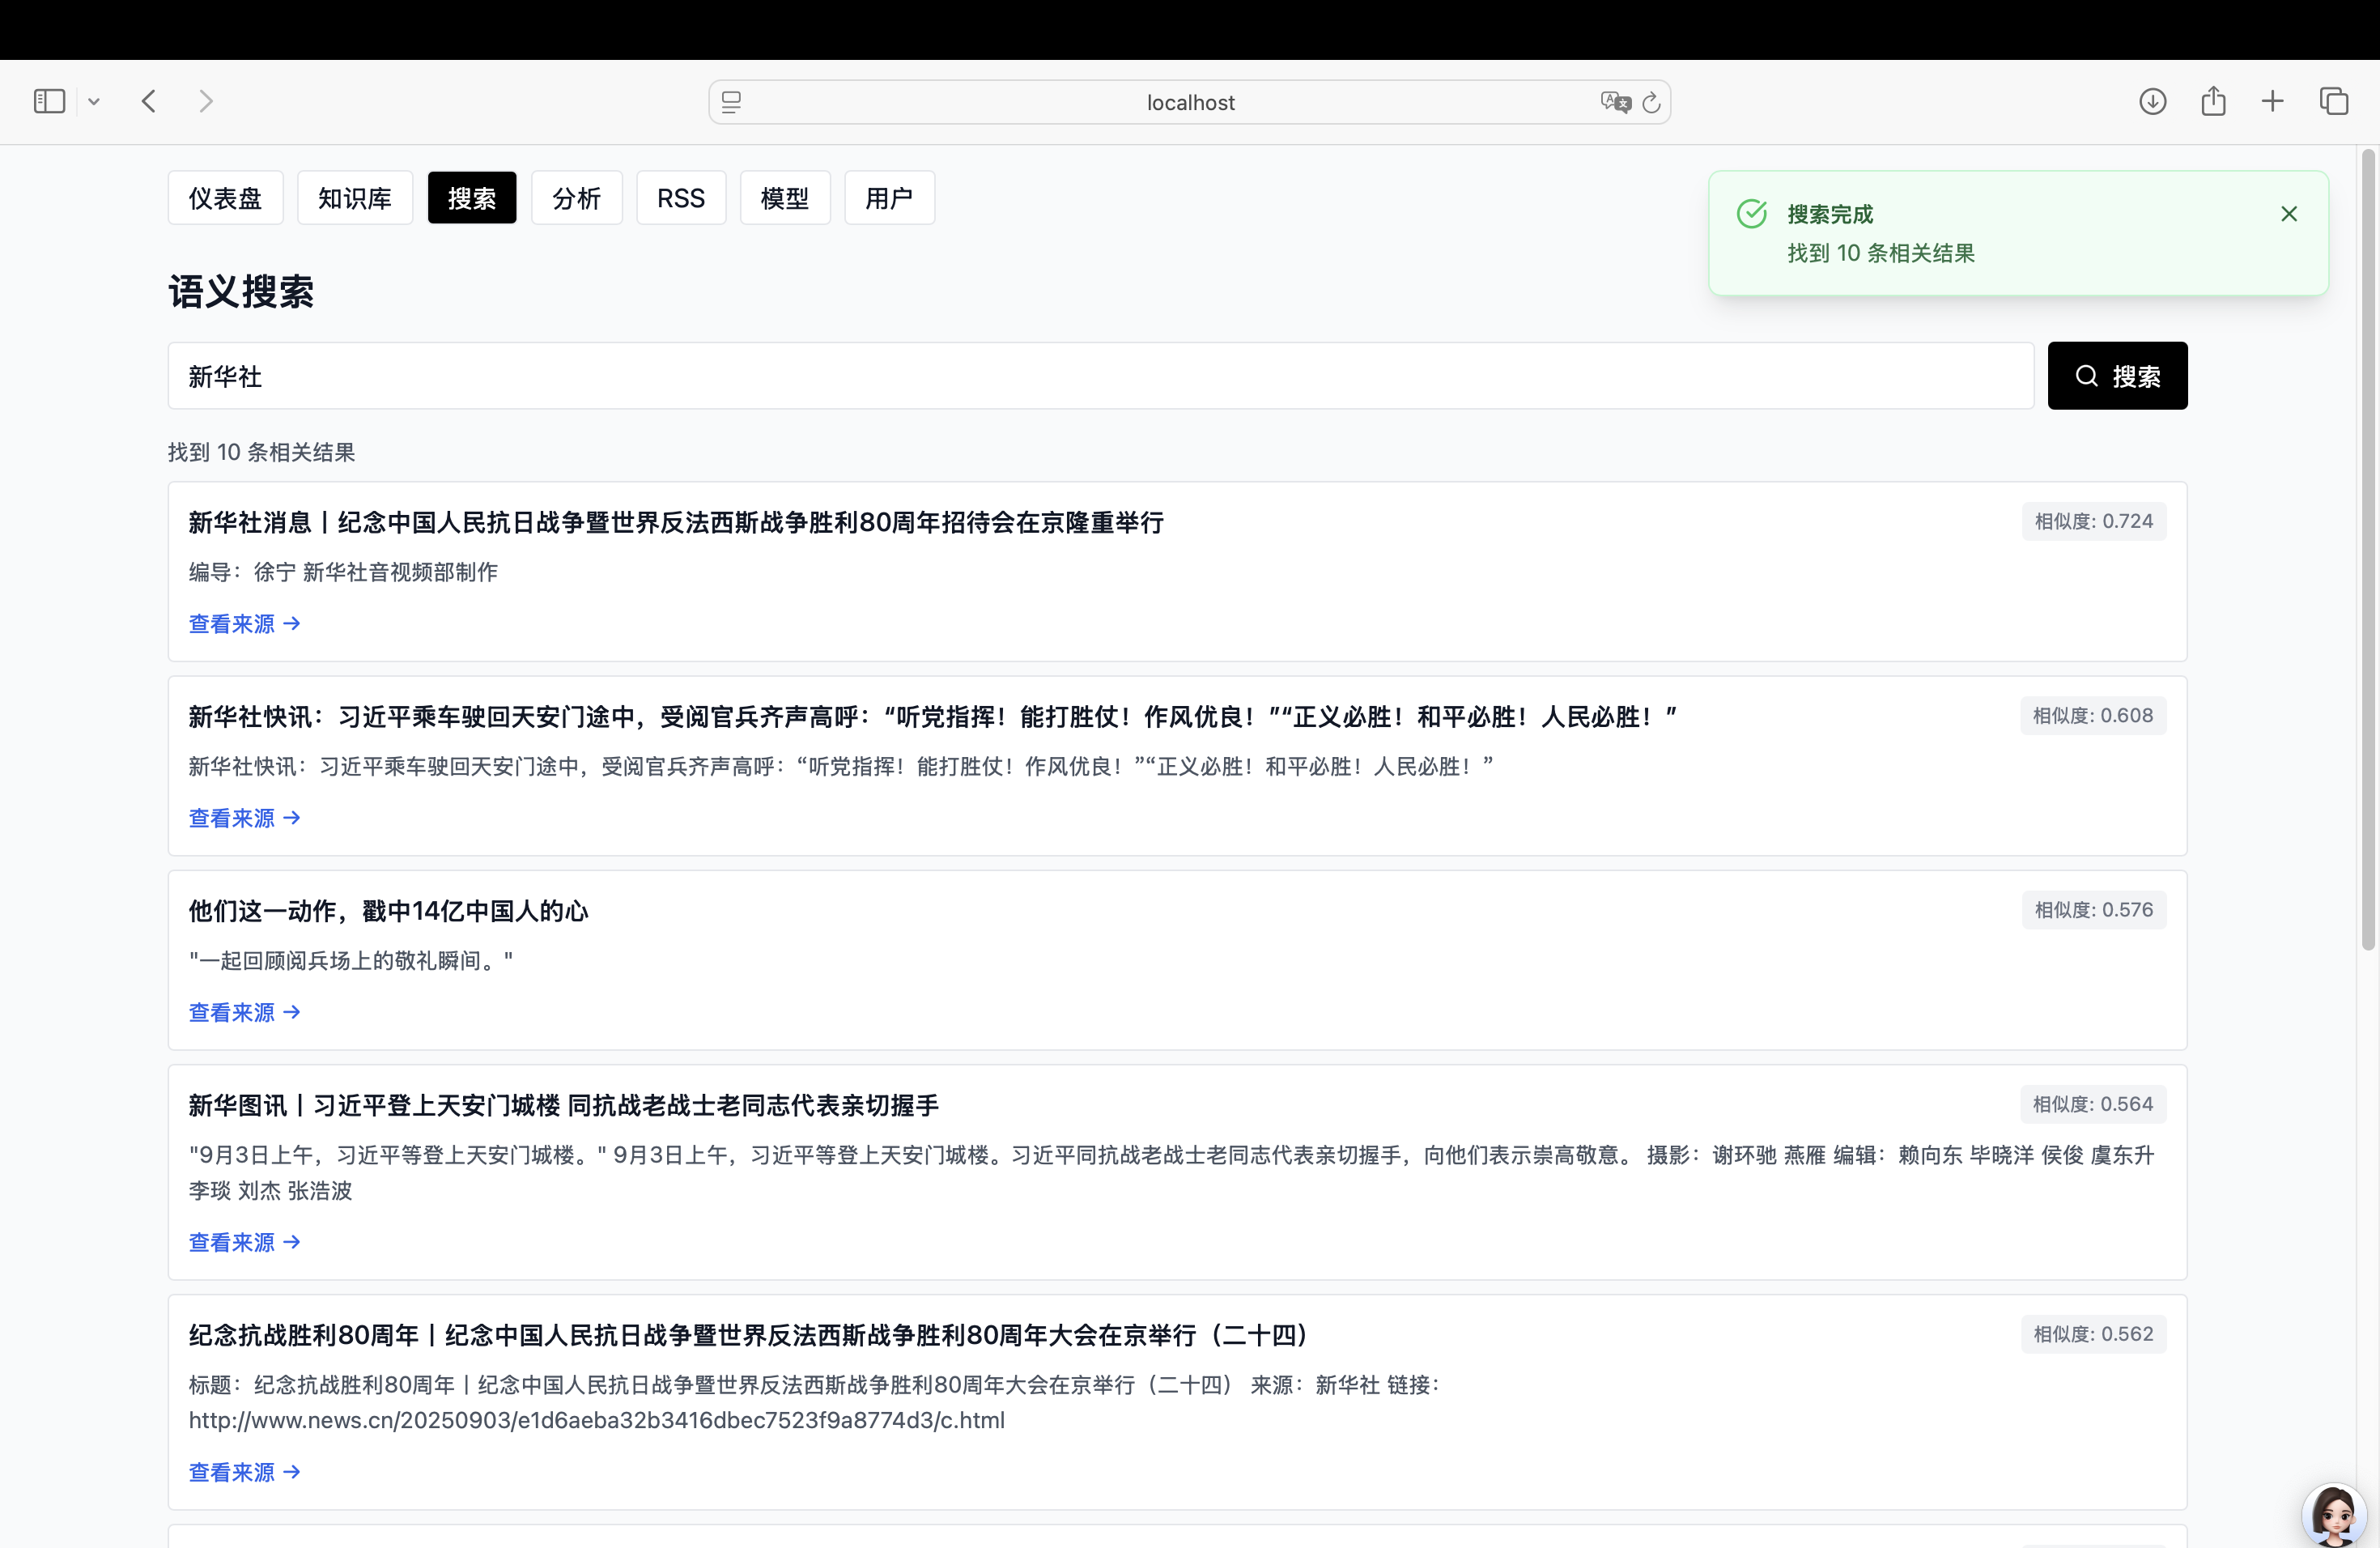 localhost
仪表盘
知识库
搜索
分析
RSS
模型
用户
搜索完成
找到 10 条相关结果
语义搜索
新华社
搜索
找到 10 条相关结果
新华社消息丨纪念中国人民抗日战争暨世界反法西斯战争胜利80周年招待会在京隆重举行
相似度: 0.724
编导：徐宁 新华社音视频部制作
查看来源 →
新华社快讯：习近平乘车驶回天安门途中，受阅官兵齐声高呼：“听党指挥！能打胜仗！作风优良！”“正义必胜！和平必胜！人民必胜！”
相似度: 0.608
新华社快讯：习近平乘车驶回天安门途中，受阅官兵齐声高呼：“听党指挥！能打胜仗！作风优良！”“正义必胜！和平必胜！人民必胜！”
查看来源 →
他们这一动作，戳中14亿中国人的心
相似度: 0.576
"一起回顾阅兵场上的敬礼瞬间。"
查看来源 →
新华图讯丨习近平登上天安门城楼 同抗战老战士老同志代表亲切握手
相似度: 0.564
"9月3日上午，习近平等登上天安门城楼。" 9月3日上午，习近平等登上天安门城楼。习近平同抗战老战士老同志代表亲切握手，向他们表示崇高敬意。 摄影：谢环驰 燕雁 编辑：赖向东 毕晓洋 侯俊 虞东升
李琰 刘杰 张浩波
查看来源 →
纪念抗战胜利80周年丨纪念中国人民抗日战争暨世界反法西斯战争胜利80周年大会在京举行（二十四）
相似度: 0.562
标题：纪念抗战胜利80周年丨纪念中国人民抗日战争暨世界反法西斯战争胜利80周年大会在京举行（二十四） 来源：新华社 链接：
http://www.news.cn/20250903/e1d6aeba32b3416dbec7523f9a8774d3/c.html
查看来源 →